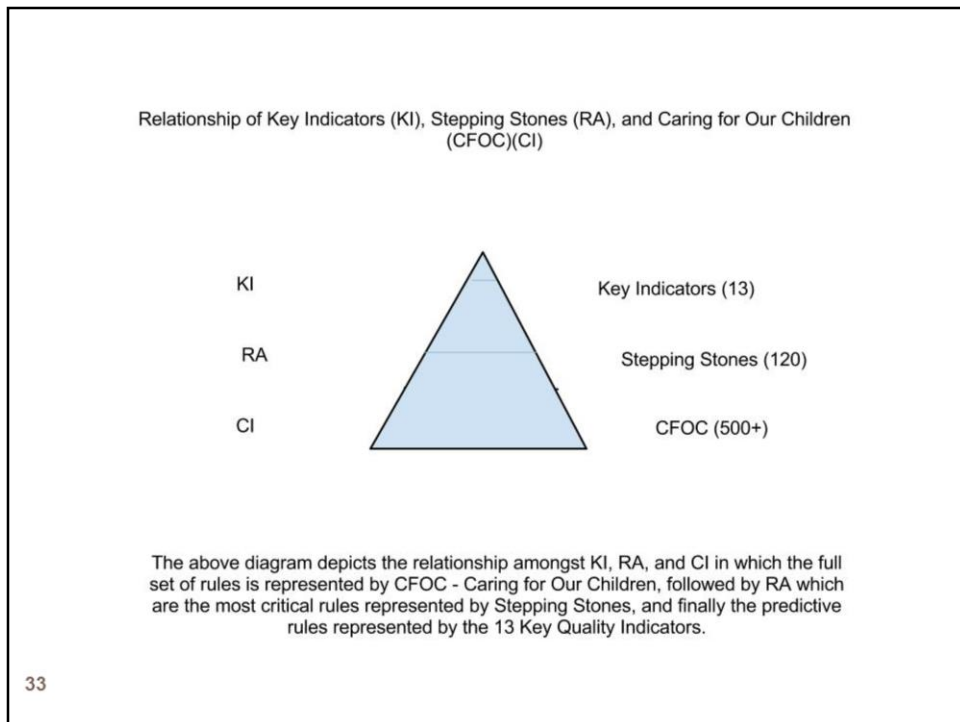 Relationship of Key Indicators (KI), Stepping Stones (RA), and Caring for Our Children
(CFOC)(CI)
KI
Key Indicators (13)
RA
Stepping Stones (120)
CI
CFOC (500+)
The above diagram depicts the relationship amongst KI, RA, and CI in which the full
set of rules is represented by CFOC - Caring for Our Children, followed by RA which
are the most critical rules represented by Stepping Stones, and finally the predictive
rules represented by the 13 Key Quality Indicators.
33